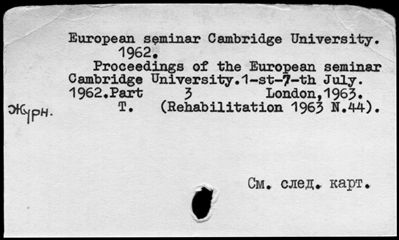 European seminar Cambridge University.
1962.
Proceedings of the European seminar
Cambridge University.1-st-7-th July.
1962.Part 3 London,1963.
Журн. T. (Rehabilitation 1963 N.44).
См. след. карт.